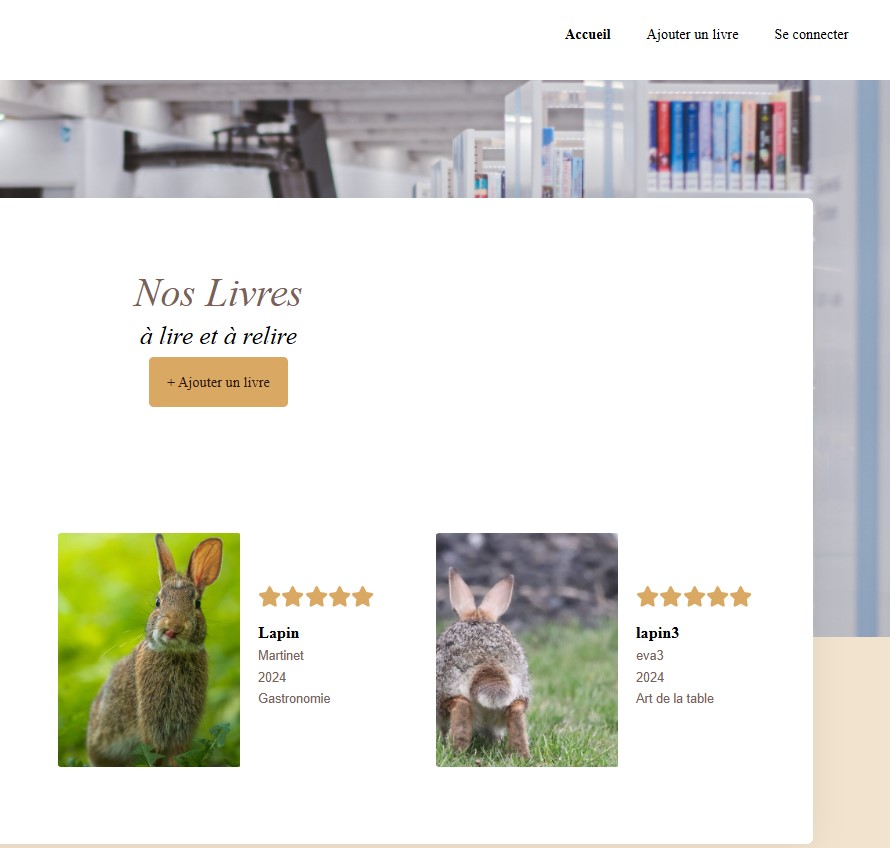 Accueil Ajouter un livre Se connecter
Nos Livres
à lire et à relire
+ Ajouter un livre
Lapin
Martinet
2024
Gastronomie
lapin3
eva3
2024
Art de la table